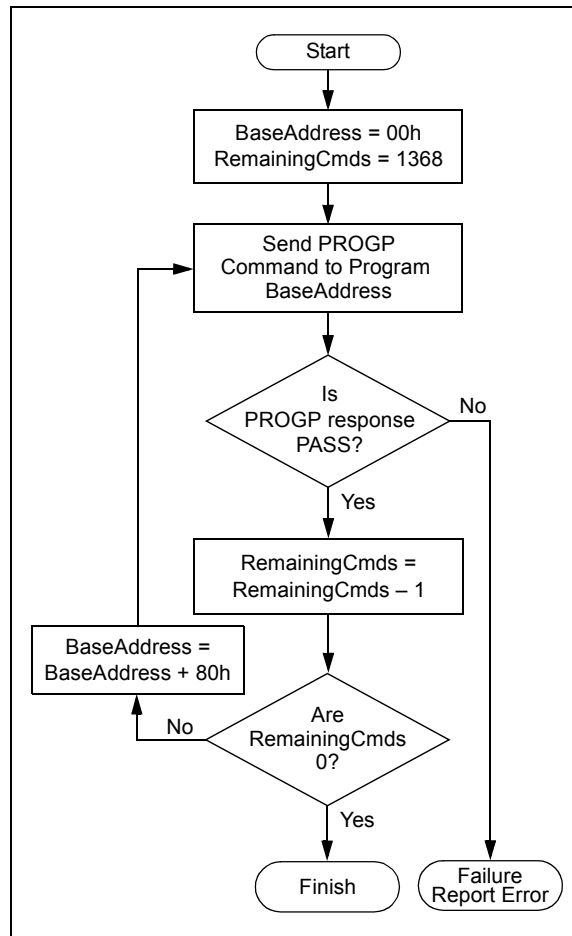 Start
BaseAddress = 00h
RemainingCmds = 1368
Send PROGP
Command to Program
BaseAddress
Is
PROGP response
PASS?
No
Yes
RemainingCmds =
RemainingCmds – 1
BaseAddress =
BaseAddress + 80h
No
Are
RemainingCmds
0?
Yes
Finish
Failure
Report Error